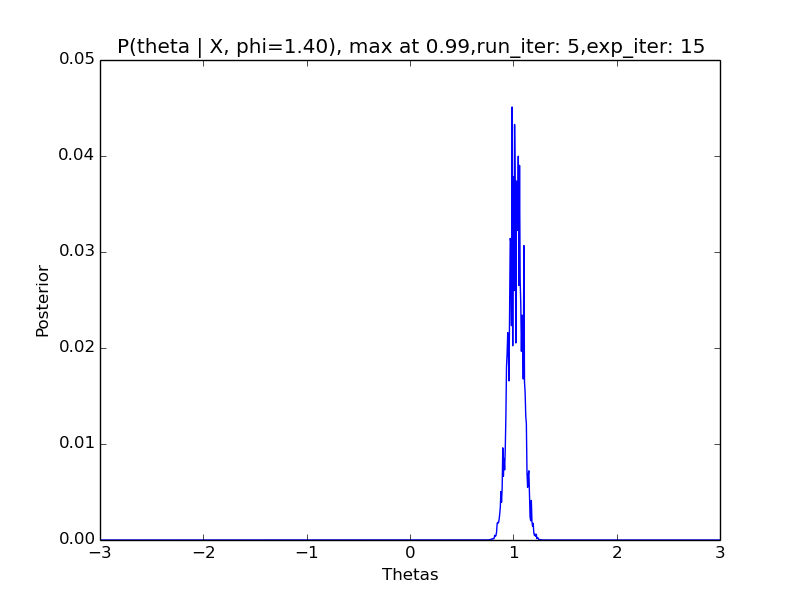 P(theta | X, phi=1.40), max at 0.99,run_iter: 5,exp_iter: 15
0.05
0.04
0.03
0.02
0.01
0.00
Posterior
−3 −2 −1 0 1 2 3
Thetas